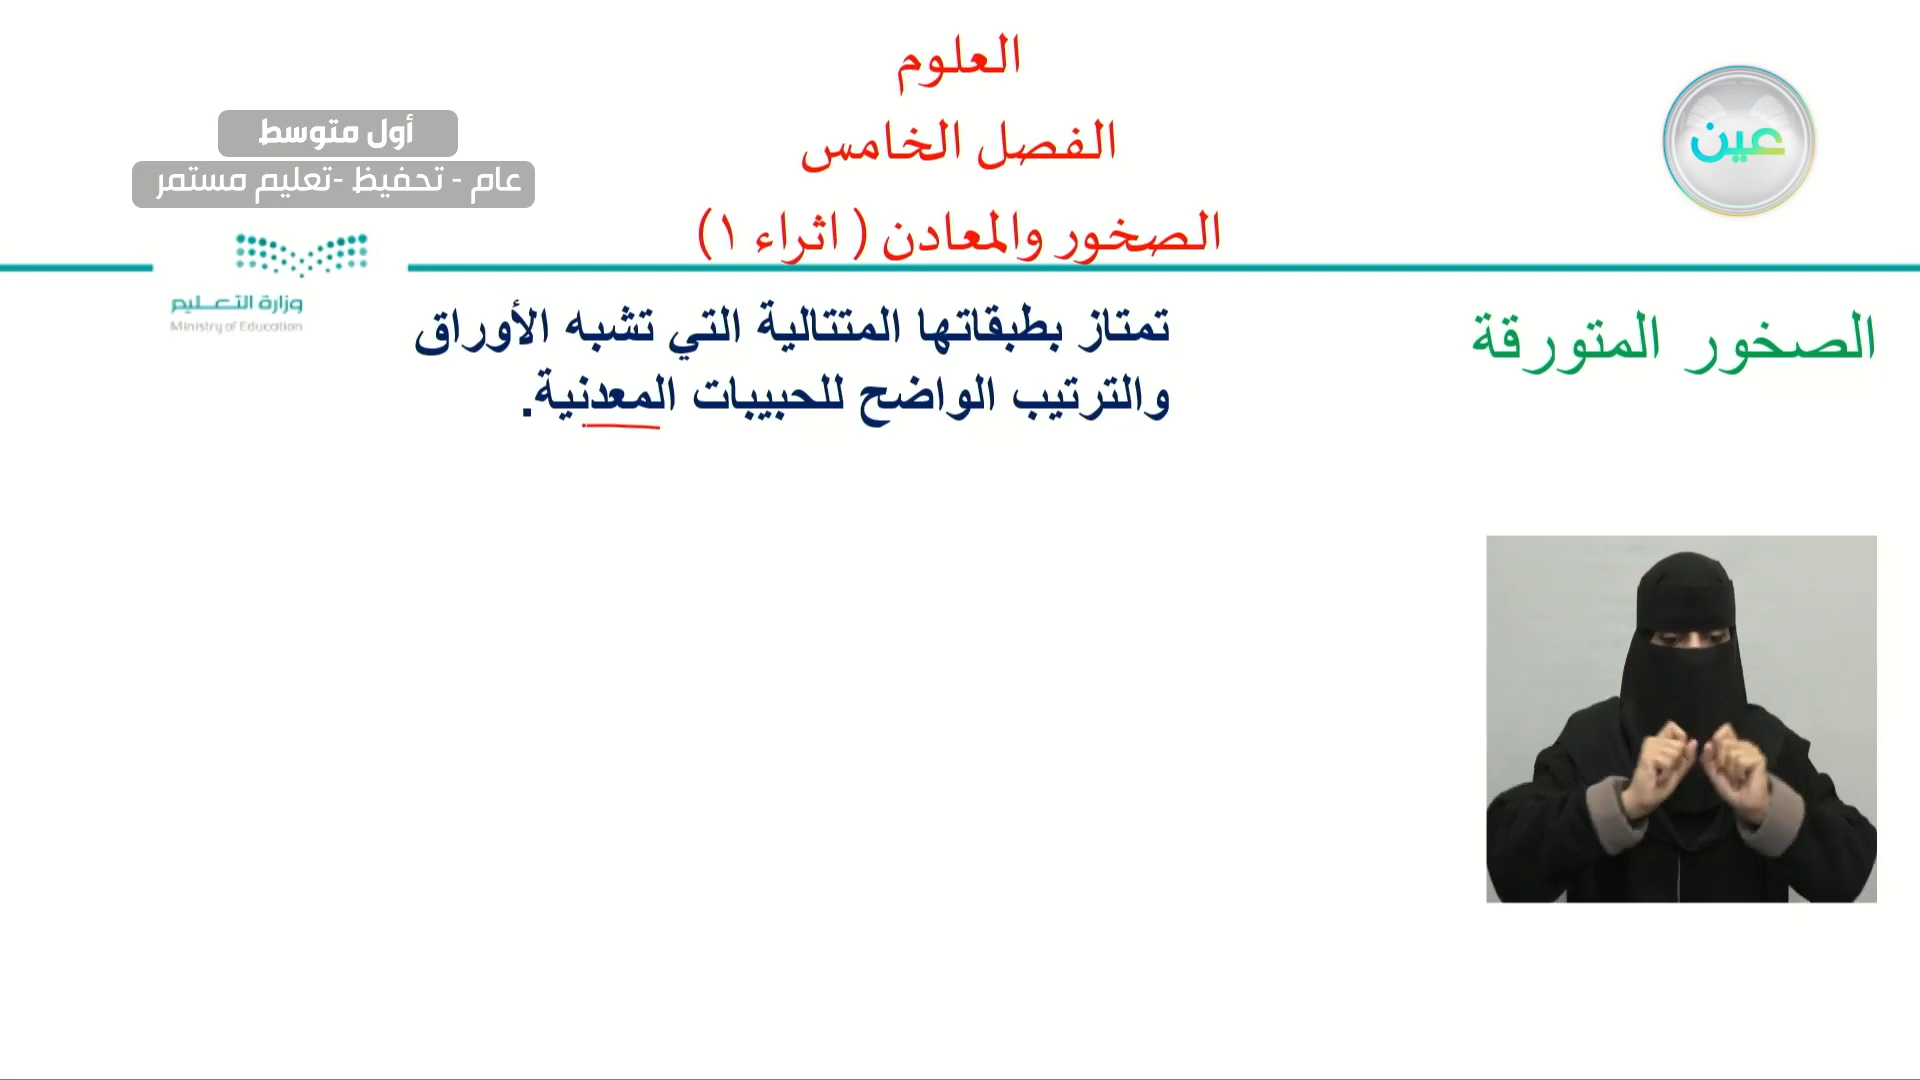 العلوم
الفصل الخامس
الصخور والمعادن ( اثراء ١)
عين
أول متوسط
عام - تحفيظ -تعليم مستمر
وزارة التعليم
Ministry of Education
الصخور المتورقة
تمتاز بطبقاتها المتتالية التي تشبه الأوراق
والترتيب الواضح للحبيبات المعدنية.